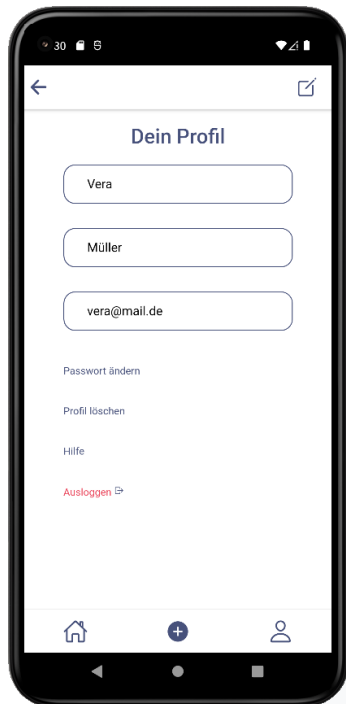 30
Dein Profil
Vera
Müller
vera@mail.de
Passwort ändern
Profil löschen
Hilfe
Ausloggen